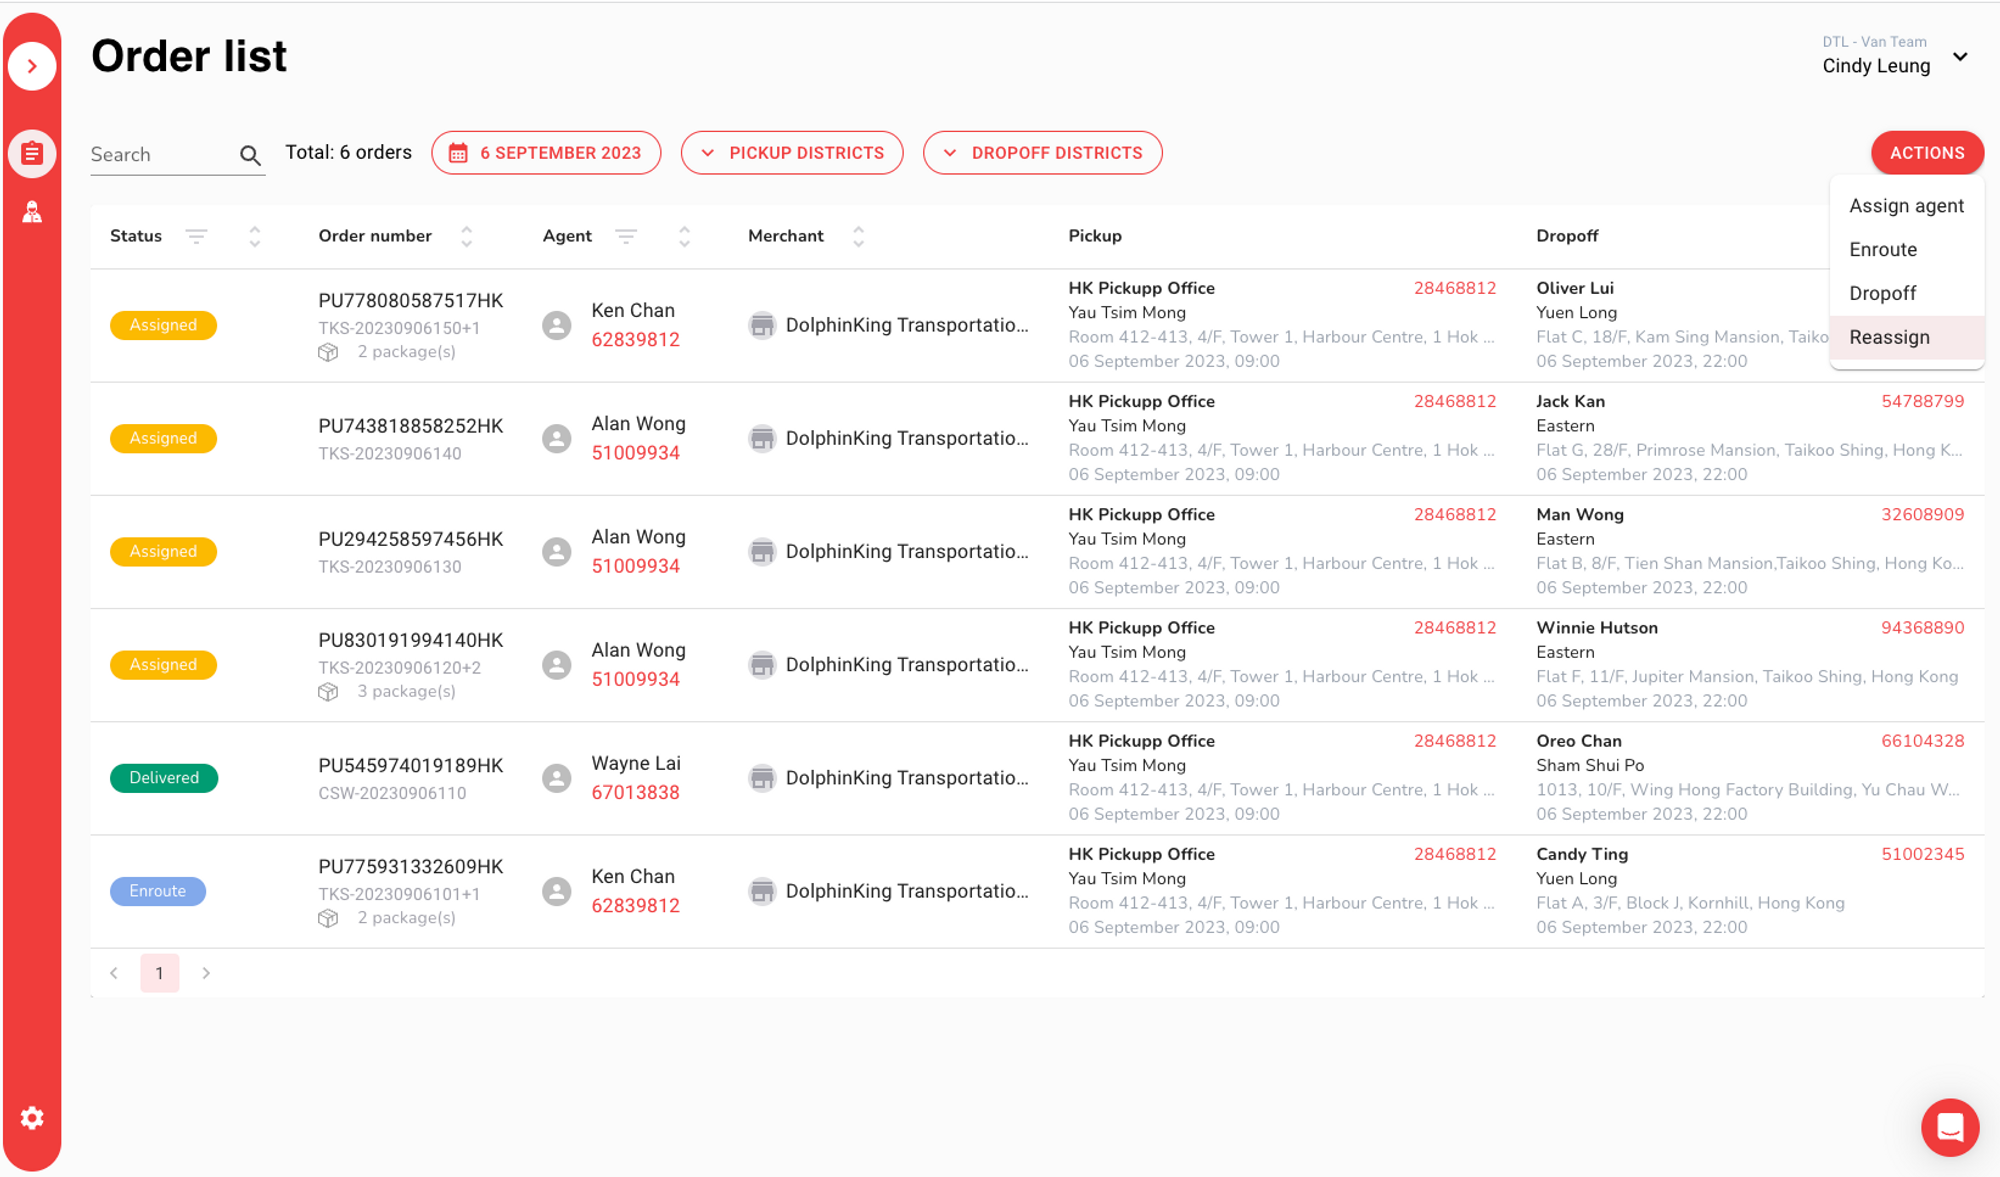 Order list
DTL - Van Team
Cindy Leung
Search
Total: 6 orders
6 SEPTEMBER 2023
PICKUP DISTRICTS
DROPOFF DISTRICTS
ACTIONS
Assign agent
Enroute
Dropoff
Reassign
Status
Order number
Agent
Merchant
Pickup
Dropoff
Assigned
PU778080587517HK
TKS-20230906150+1
2 package(s)
Ken Chan
62839812
DolphinKing Transportatio...
HK Pickupp Office
28468812
Yau Tsim Mong
Room 412-413, 4/F, Tower 1, Harbour Centre, 1 Hok ...
06 September 2023, 09:00
Oliver Lui
Yuen Long
Flat C, 18/F, Kam Sing Mansion, Taiko
06 September 2023, 22:00
Assigned
PU743818858252HK
TKS-20230906140
Alan Wong
51009934
DolphinKing Transportatio...
HK Pickupp Office
28468812
Yau Tsim Mong
Room 412-413, 4/F, Tower 1, Harbour Centre, 1 Hok ...
06 September 2023, 09:00
Jack Kan
54788799
Eastern
Flat G, 28/F, Primrose Mansion, Taikoo Shing, Hong K...
06 September 2023, 22:00
Assigned
PU294258597456HK
TKS-20230906130
Alan Wong
51009934
DolphinKing Transportatio...
HK Pickupp Office
28468812
Yau Tsim Mong
Room 412-413, 4/F, Tower 1, Harbour Centre, 1 Hok ...
06 September 2023, 09:00
Man Wong
32608909
Eastern
Flat B, 8/F, Tien Shan Mansion,Taikoo Shing, Hong Ko...
06 September 2023, 22:00
Assigned
PU830191994140HK
TKS-20230906120+2
3 package(s)
Alan Wong
51009934
DolphinKing Transportatio...
HK Pickupp Office
28468812
Yau Tsim Mong
Room 412-413, 4/F, Tower 1, Harbour Centre, 1 Hok ...
06 September 2023, 09:00
Winnie Hutson
94368890
Eastern
Flat F, 11/F, Jupiter Mansion, Taikoo Shing, Hong Kong
06 September 2023, 22:00
Delivered
PU545974019189HK
CSW-20230906110
Wayne Lai
67013838
DolphinKing Transportatio...
HK Pickupp Office
28468812
Yau Tsim Mong
Room 412-413, 4/F, Tower 1, Harbour Centre, 1 Hok ...
06 September 2023, 09:00
Oreo Chan
66104328
Sham Shui Po
1013, 10/F, Wing Hong Factory Building, Yu Chau W...
06 September 2023, 22:00
Enroute
PU775931332609HK
TKS-20230906101+1
2 package(s)
Ken Chan
62839812
DolphinKing Transportatio...
HK Pickupp Office
28468812
Yau Tsim Mong
Room 412-413, 4/F, Tower 1, Harbour Centre, 1 Hok ...
06 September 2023, 09:00
Candy Ting
51002345
Yuen Long
Flat A, 3/F, Block J, Kornhill, Hong Kong
06 September 2023, 22:00
1